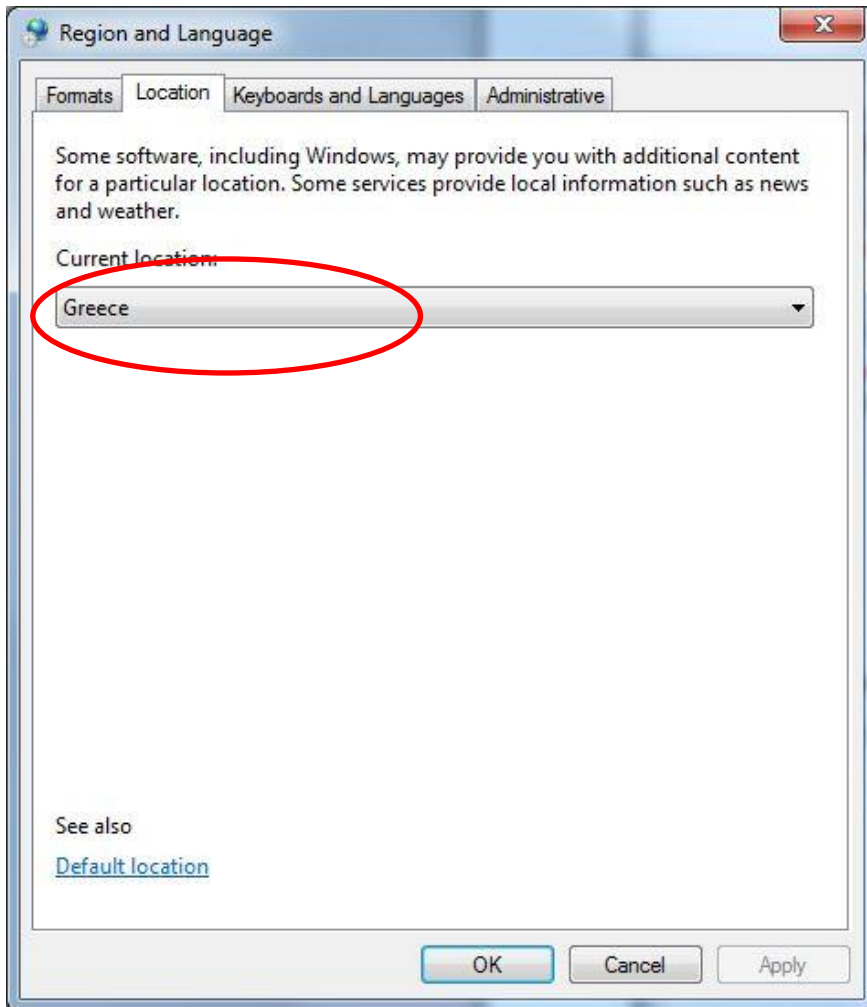 Region and Language
Formats Location Keyboards and Languages Administrative
Some software, including Windows, may provide you with additional content
for a particular location. Some services provide local information such as news
and weather.
Current location:
Greece
See also
Default location
OK Cancel Apply